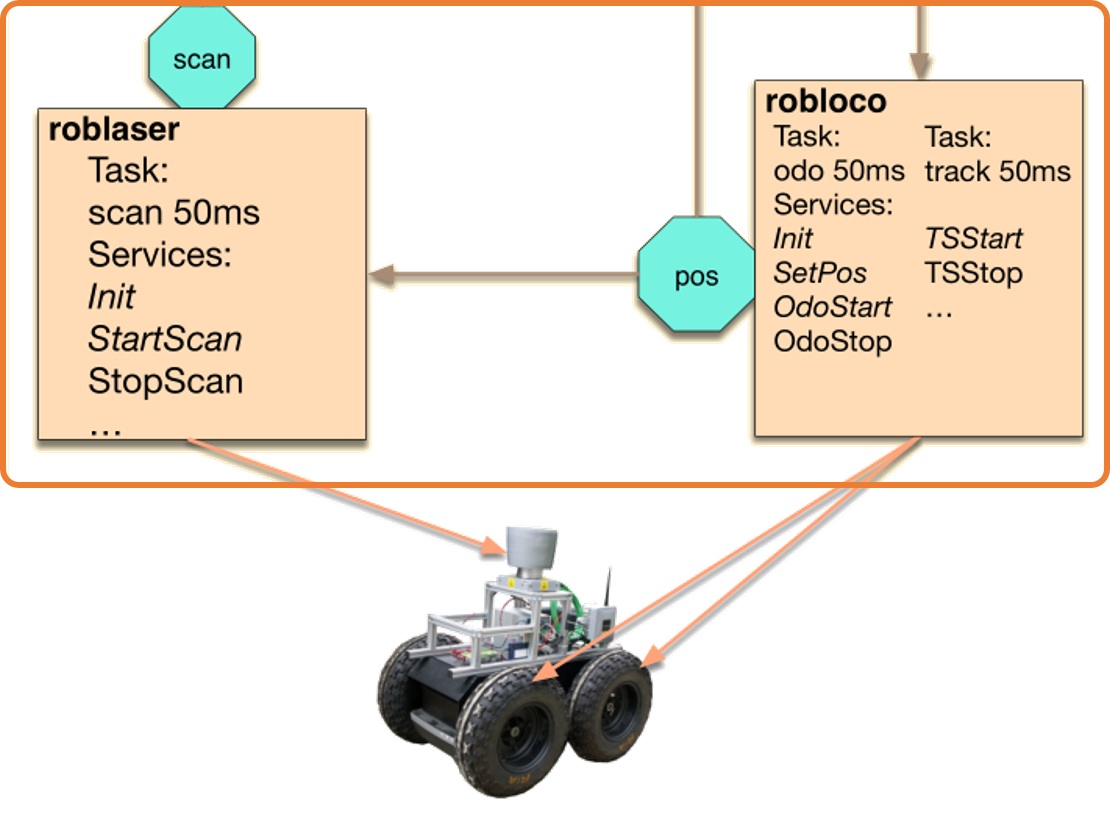 scan
roblaser
Task:
scan 50ms
Services:
Init
StartScan
StopScan
…
pos
robloco
Task: Task:
odo 50ms track 50ms
Services:
Init TSStart
SetPos TSStop
OdoStart …
OdoStop